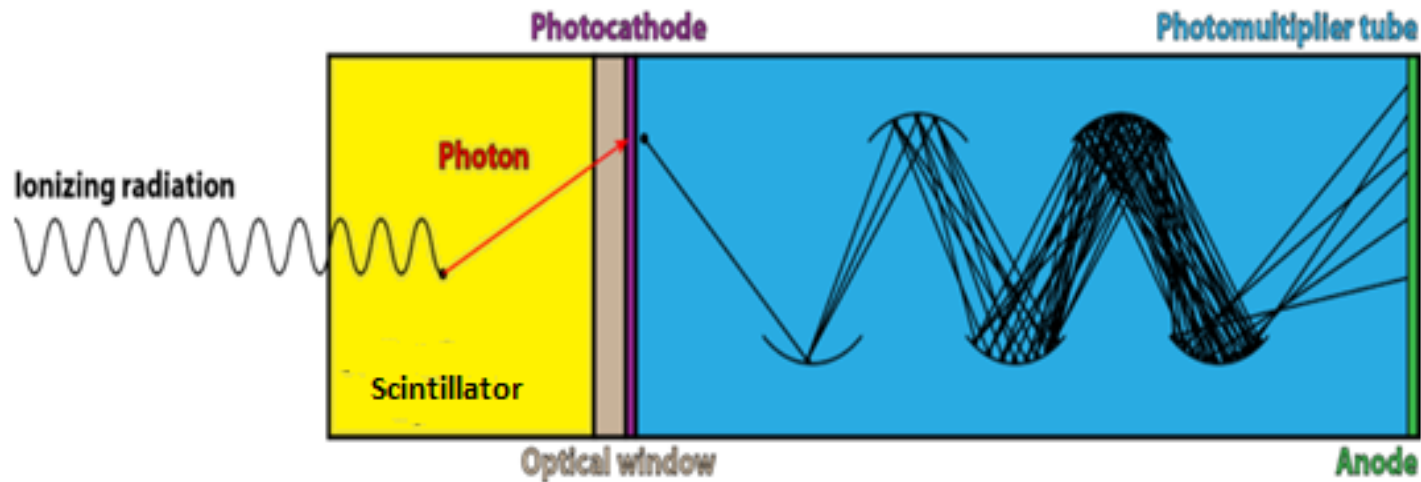 Photocathode
Photomultiplier tube
Photon
Ionizing radiation
Scintillator
Optical window
Anode